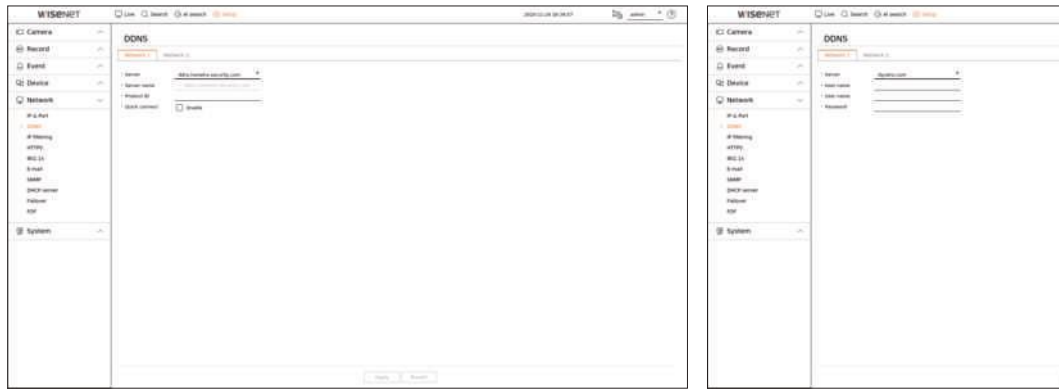 WISENET
Live Search AI search Setup
admin
Camera
Record
Event
Device
Network
IP & Port
DDNS
IP filtering
HTTPS
802.1x
E-mail
SNMP
DHCP server
Failover
P2P
System
DDNS
Network 1 Network 2
Server ddns.hanwha-security.com
Server name
Product ID
Quick connect Enable
Apply Revert
WISENET
Live Search AI search Setup
Camera
Record
Event
Device
Network
IP & Port
DDNS
IP filtering
HTTPS
802.1x
E-mail
SNMP
DHCP server
Failover
P2P
System
DDNS
Network 1 Network 2
Server
Host name
User name
Password